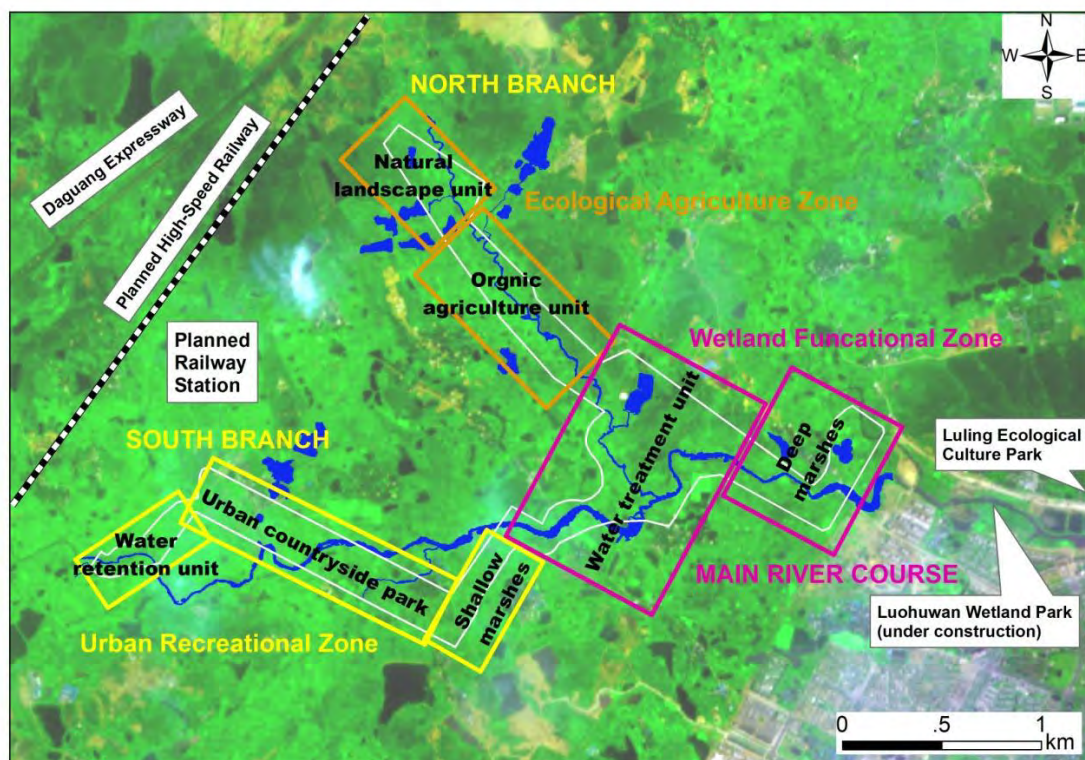 N
W E
S
NORTH BRANCH
Daguang Expressway
Planned High-Speed Railway
Natural
landscape unit
Ecological Agriculture Zone
Orgnic
agriculture unit
Planned
Railway
Station
Wetland Funcational Zone
SOUTH BRANCH
Water treatment unit
Deep
marshes
Luling Ecological
Culture Park
Urban countryside park
Water
retention unit
Shallow
marshes
MAIN RIVER COURSE
Urban Recreational Zone
Luohuwan Wetland Park
(under construction)
0 .5 1
km